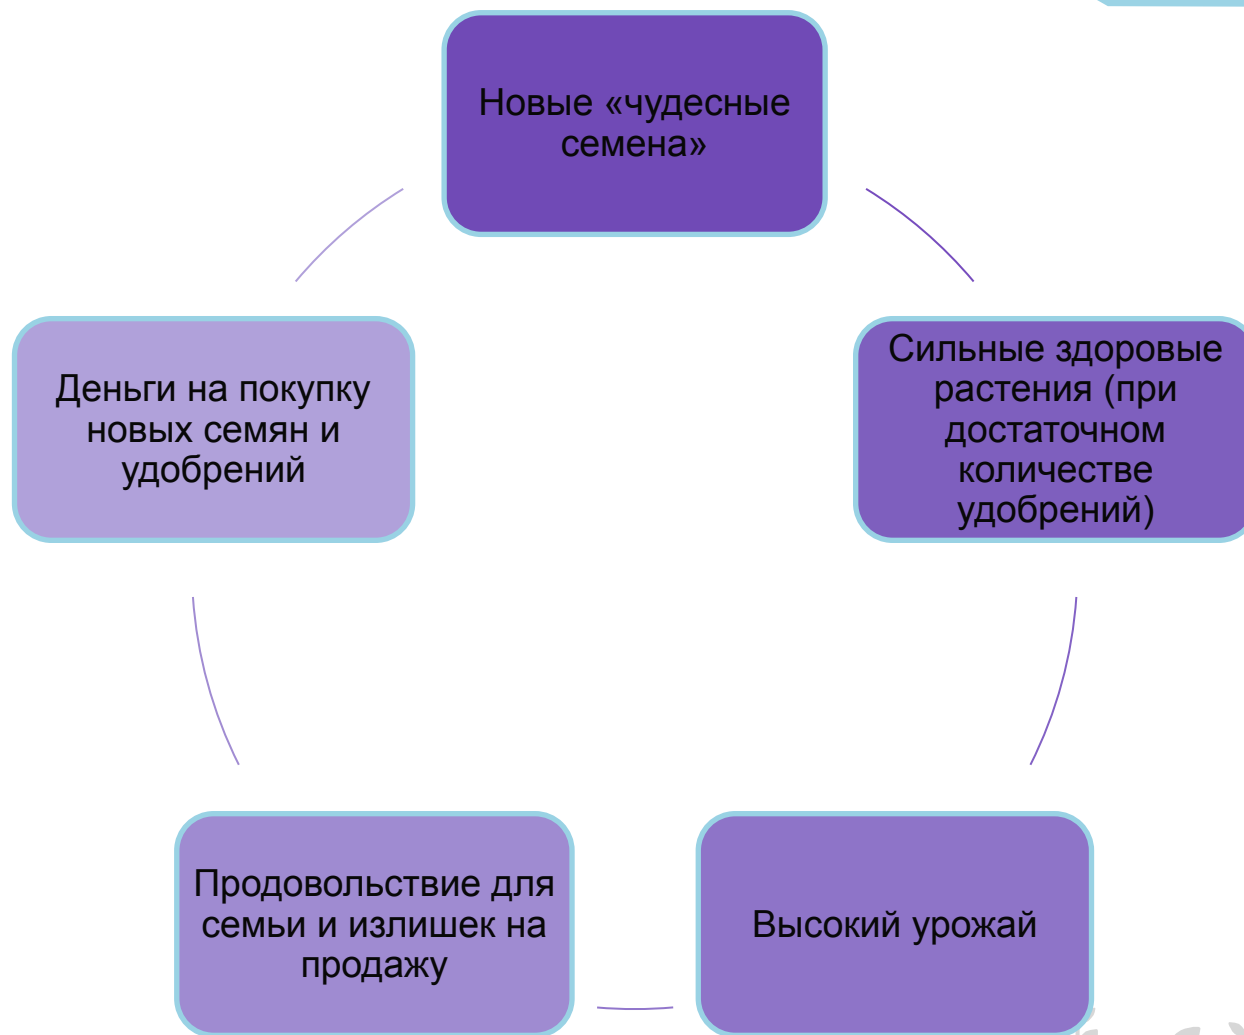 Новые «чудесные
семена»
Сильные здоровые
растения (при
достаточном
количестве
удобрений)
Высокий урожай
Продовольствие для
семьи и излишек на
продажу
Деньги на покупку
новых семян и
удобрений